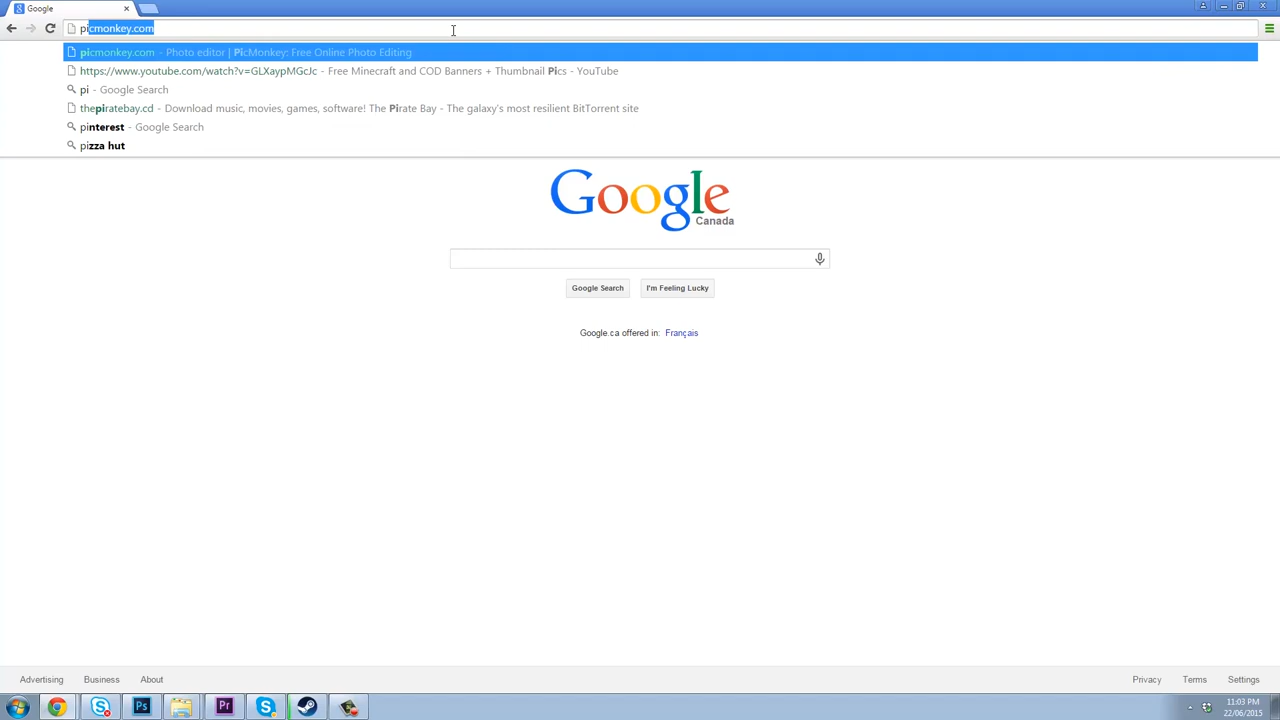 Google
picmonkey.com
picmonkey.com - Photo editor | PicMonkey: Free Online Photo Editing
https://www.youtube.com/watch?v=GLXaypMGcJc - Free Minecraft and COD Banners + Thumbnail Pics - YouTube
pi - Google Search
thepiratebay.cd - Download music, movies, games, software! The Pirate Bay - The galaxy's most resilient BitTorrent site
pinterest - Google Search
pizza hut
Google
Canada
Google Search I'm Feeling Lucky
Google.ca offered in: Français
Advertising Business About Privacy Terms Settings
Ps Pr
11:03 PM
22/06/2015